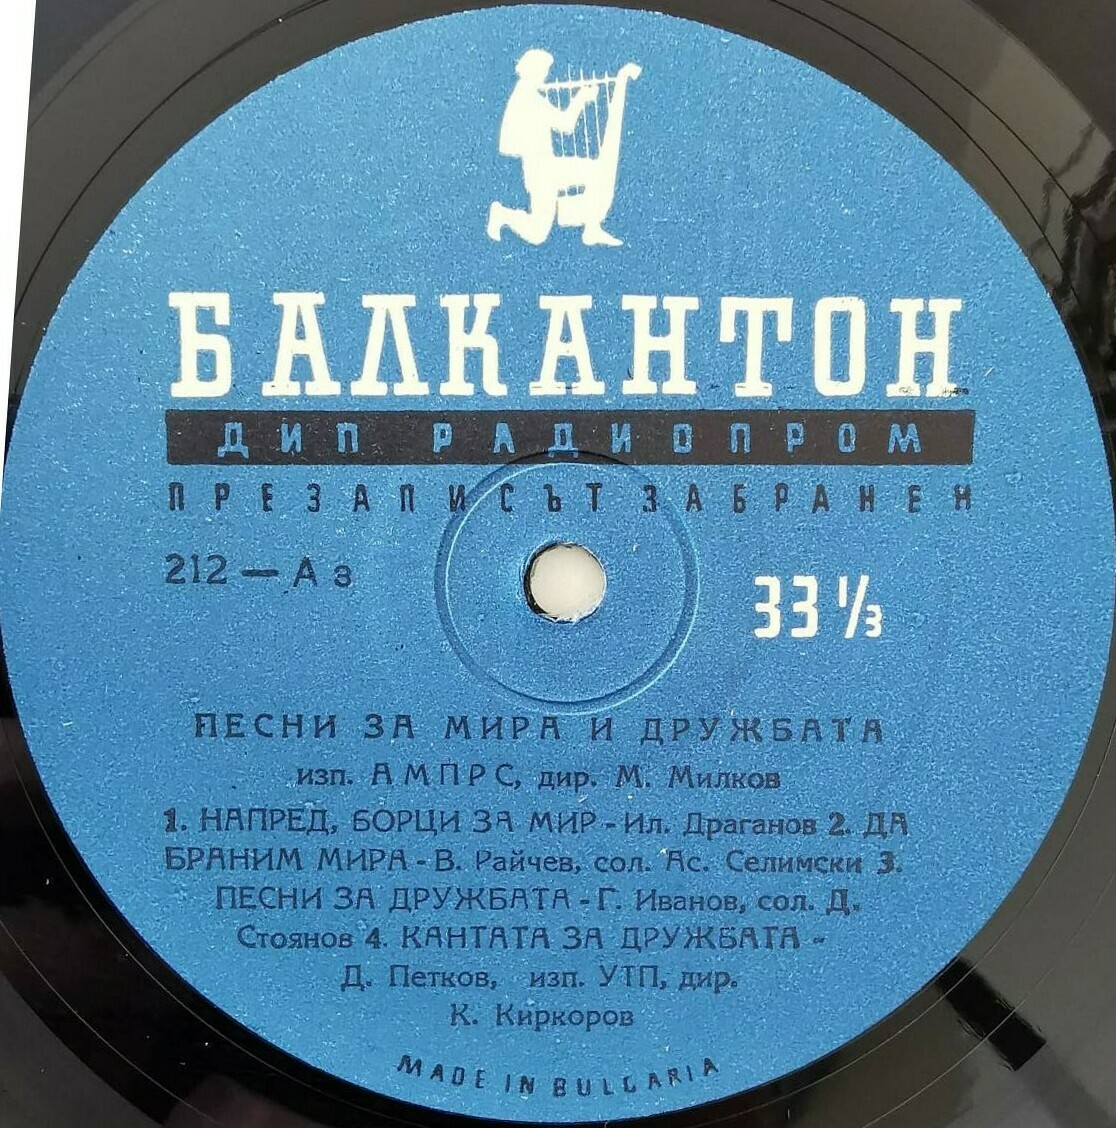 БАЛКАНТОН
ДИП РАДИОПРОМ
ПРЕЗАПИСЪТ ЗАБРАНЕН
212 — А з
33 1/3
ПЕСНИ ЗА МИРА И ДРУЖБАТА
изп. АМПРС, дир. М. Милков
1. НАПРЕД, БОРЦИ ЗА МИР - Ил. Драганов 2. ДА
БРАНИМ МИРА - В. Райчев, сол. Ас. Селимски 3.
ПЕСНИ ЗА ДРУЖБАТА - Г. Иванов, сол. Д.
Стоянов 4. КАНТАТА ЗА ДРУЖБАТА -
Д. Петков, изп. УТП, дир.
К. Киркоров
MADE IN BULGARIA